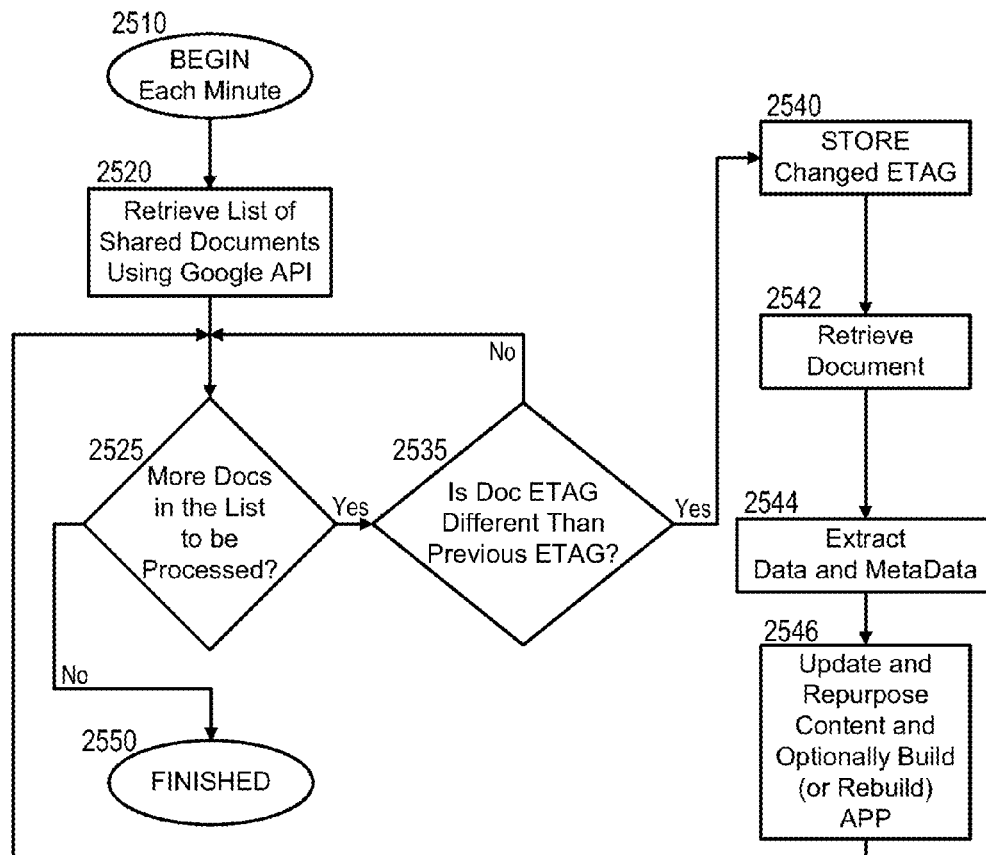 2510
BEGIN
Each Minute
2520
Retrieve List of
Shared Documents
Using Google API
2525
More Docs
in the List
to be
Processed?
Yes
No
2535
Is Doc ETAG
Different Than
Previous ETAG?
No
Yes
2540
STORE
Changed ETAG
2542
Retrieve
Document
2544
Extract
Data and MetaData
2546
Update and
Repurpose
Content and
Optionally Build
(or Rebuild)
APP
2550
FINISHED